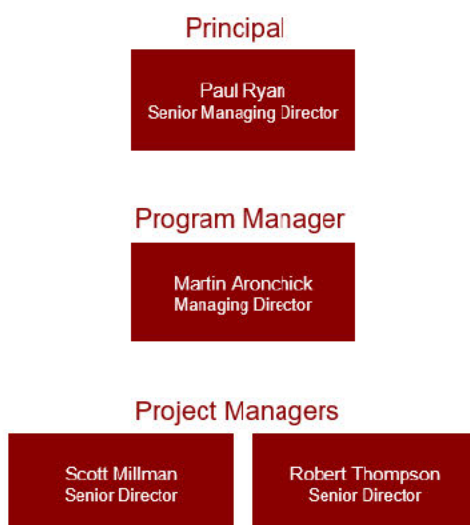 Principal
Paul Ryan
Senior Managing Director
Program Manager
Martin Aronchick
Managing Director
Project Managers
Scott Millman
Senior Director
Robert Thompson
Senior Director